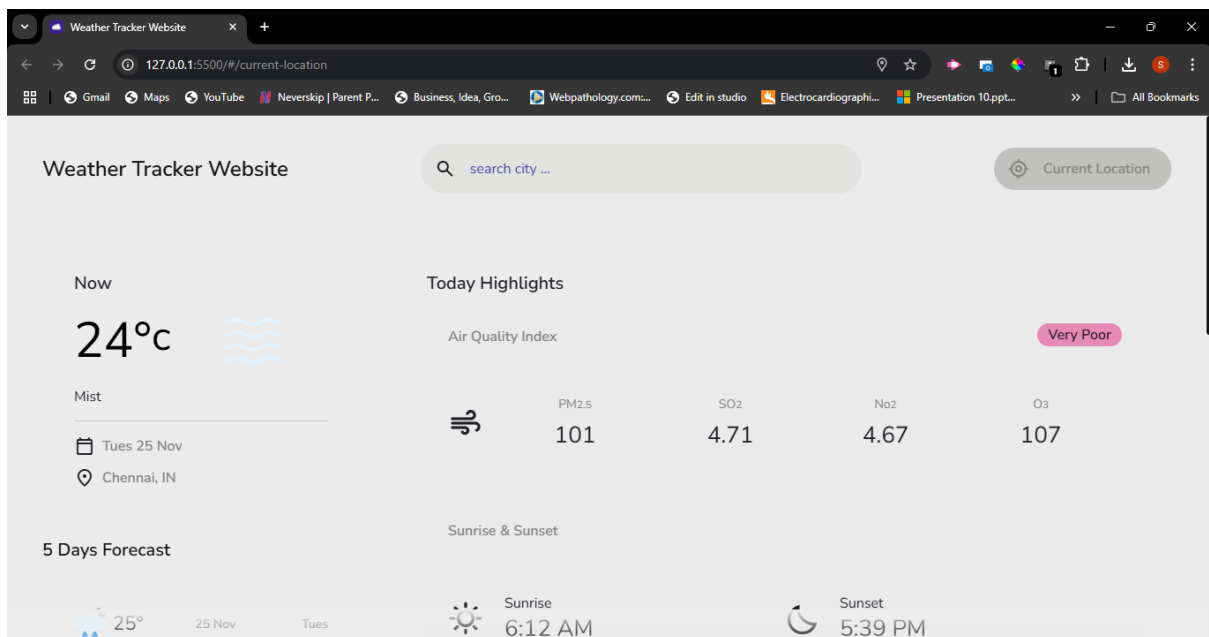 Weather Tracker Website
127.0.0.1:5500/#/current-location
1
S
Gmail Maps YouTube Neverskip | Parent P... Business, Idea, Gro... Webpathology.com:... Edit in studio Electrocardiographi... Presentation 10.ppt... » All Bookmarks
Weather Tracker Website
search city ...
Current Location
Now
24°c
Mist
Tues 25 Nov
Chennai, IN
5 Days Forecast
25° 25 Nov Tues
Today Highlights
Air Quality Index
Very Poor
PM2.5 SO2 No2 O3
101 4.71 4.67 107
Sunrise & Sunset
Sunrise
6:12 AM
Sunset
5:39 PM